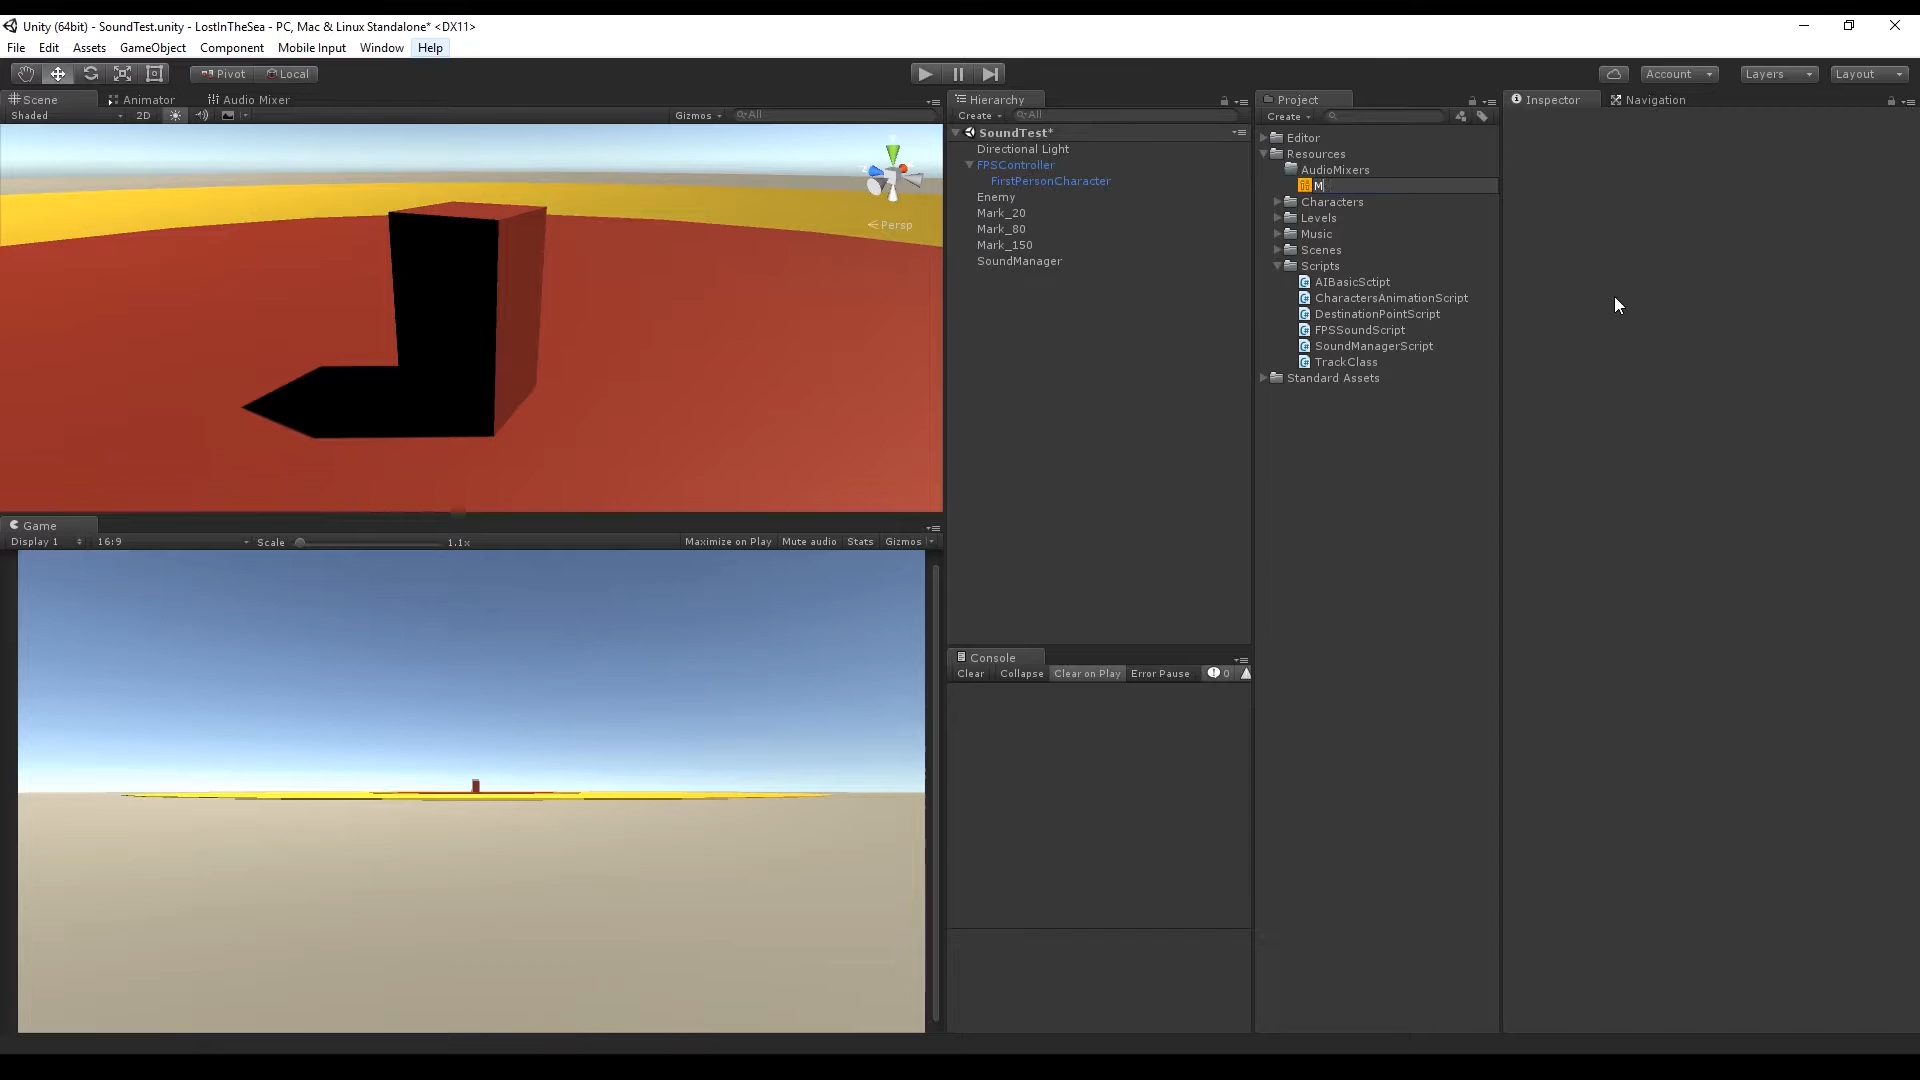 Unity (64bit) - SoundTest.unity - LostInTheSea - PC, Mac & Linux Standalone* <DX11>
File Edit Assets GameObject Component Mobile Input Window Help
Pivot Local Account Layers Layout
Scene Animator Audio Mixer
Shaded 2D Gizmos All
Persp
Game
Display 1 16:9 Scale 1.1x Maximize on Play Mute audio Stats Gizmos
Hierarchy
Create All
SoundTest*
Directional Light
FPSController
FirstPersonCharacter
Enemy
Mark_20
Mark_80
Mark_150
SoundManager
Console
Clear Collapse Clear on Play Error Pause 0
Project
Create
Editor
Resources
AudioMixers
M
Characters
Levels
Music
Scenes
Scripts
AIBasicSctipt
CharactersAnimationScript
DestinationPointScript
FPSSoundScript
SoundManagerScript
TrackClass
Standard Assets
Inspector Navigation